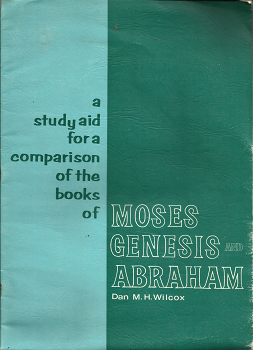 a
study aid
for a
comparison
of the
books
of
MOSES
GENESIS AND
ABRAHAM
Dan M.H.Wilcox